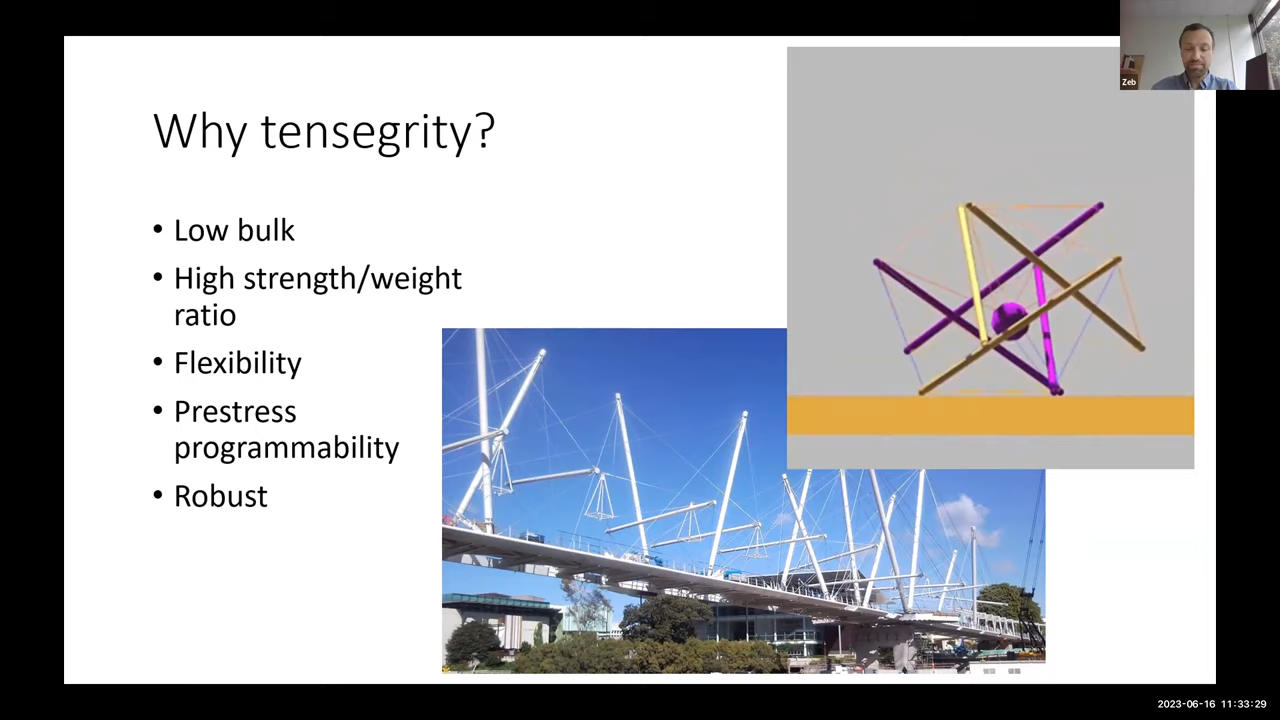 Why tensegrity?
• Low bulk
• High strength/weight
ratio
• Flexibility
• Prestress
programmability
• Robust
Zeb
2023-06-16 11:33:29